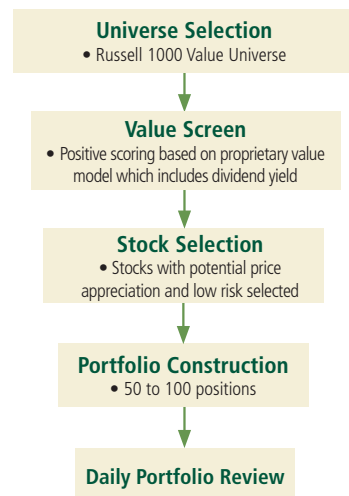 Universe Selection
• Russell 1000 Value Universe
Value Screen
• Positive scoring based on proprietary value
model which includes dividend yield
Stock Selection
• Stocks with potential price
appreciation and low risk selected
Portfolio Construction
• 50 to 100 positions
Daily Portfolio Review